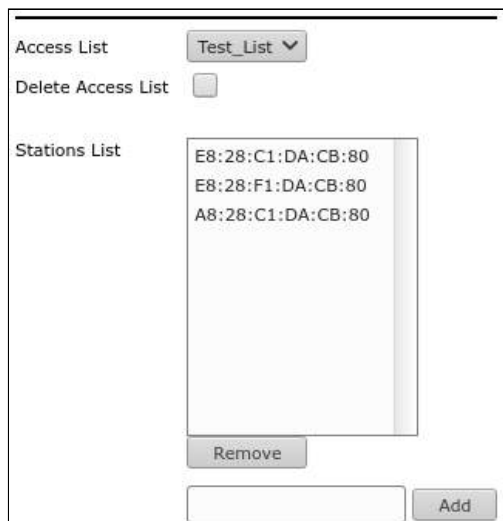 Access List Test_List
Delete Access List
Stations List
E8:28:C1:DA:CB:80
E8:28:F1:DA:CB:80
A8:28:C1:DA:CB:80
Remove
Add